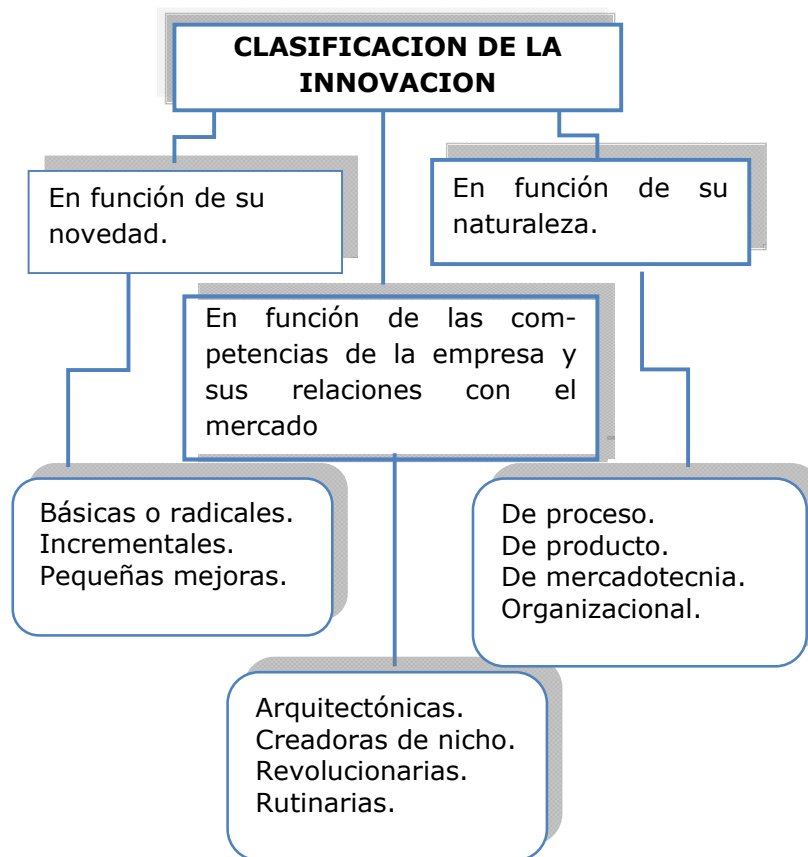 CLASIFICACION DE LA
INNOVACION
En función de su
novedad.
En función de su
naturaleza.
En función de las com-
petencias de la empresa y
sus relaciones con el
mercado
Básicas o radicales.
Incrementales.
Pequeñas mejoras.
De proceso.
De producto.
De mercadotecnia.
Organizacional.
Arquitectónicas.
Creadoras de nicho.
Revolucionarias.
Rutinarias.